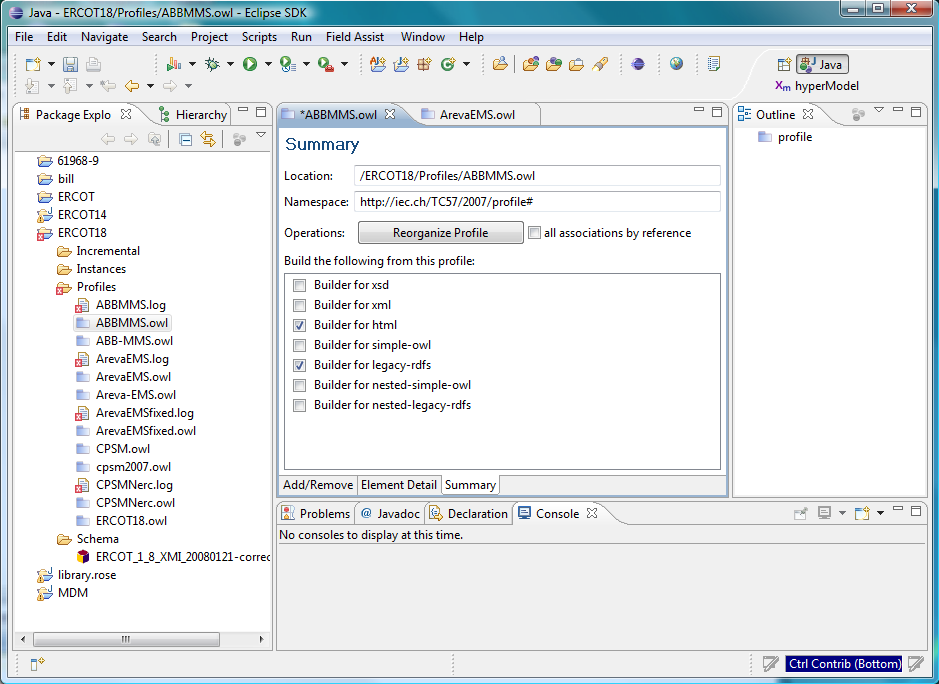 Java - ERCOT18/Profiles/ABBMMS.owl - Eclipse SDK
File Edit Navigate Search Project Scripts Run Field Assist Window Help
Java
Xm hyperModel
Package Explo
Hierarchy
61968-9
bill
ERCOT
ERCOT14
ERCOT18
Incremental
Instances
Profiles
ABBMMS.log
ABBMMS.owl
ABB-MMS.owl
ArevaEMS.log
ArevaEMS.owl
Areva-EMS.owl
ArevaEMSfixed.log
ArevaEMSfixed.owl
CPSM.owl
cpsm2007.owl
CPSMNerc.log
CPSMNerc.owl
ERCOT18.owl
Schema
ERCOT_1_8_XMI_20080121-correc
library.rose
MDM
*ABBMMS.owl
ArevaEMS.owl
Summary
Location: /ERCOT18/Profiles/ABBMMS.owl
Namespace: http://iec.ch/TC57/2007/profile#
Operations: Reorganize Profile all associations by reference
Build the following from this profile:
Builder for xsd
Builder for xml
Builder for html
Builder for simple-owl
Builder for legacy-rdfs
Builder for nested-simple-owl
Builder for nested-legacy-rdfs
Add/Remove Element Detail Summary
Outline
profile
Problems @ Javadoc Declaration Console
No consoles to display at this time.
Ctrl Contrib (Bottom)